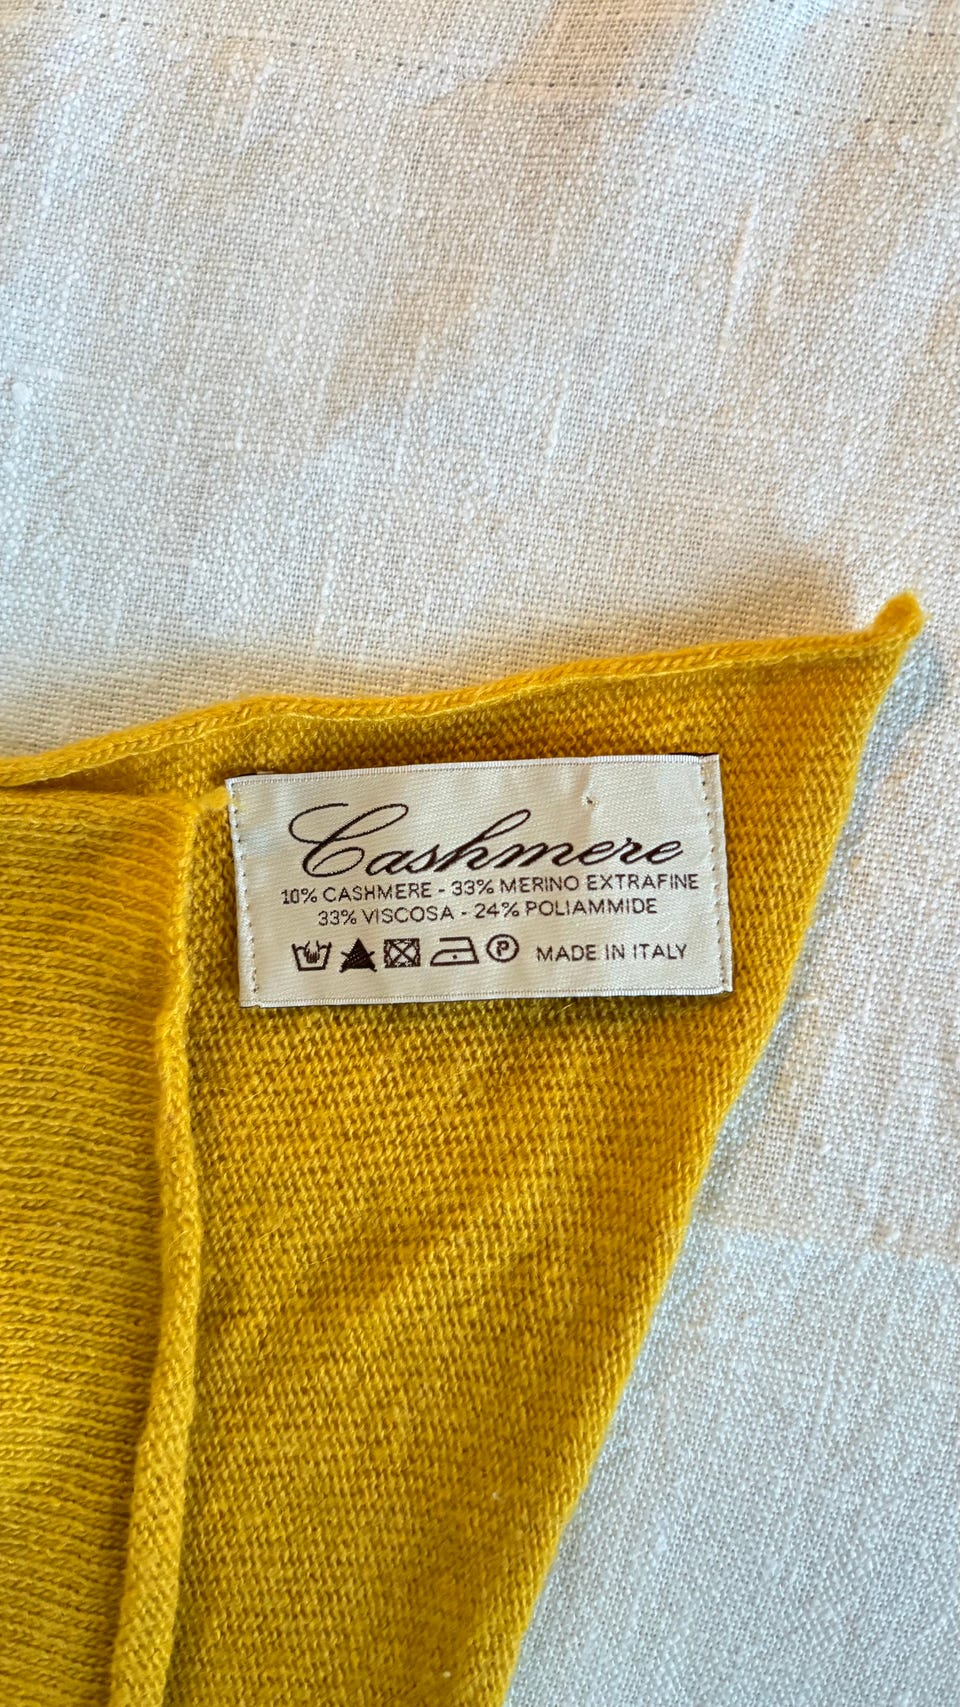 Cashmere
10% CASHMERE - 33% MERINO EXTRAFINE
33% VISCOSA - 24% POLIAMMIDE
P MADE IN ITALY